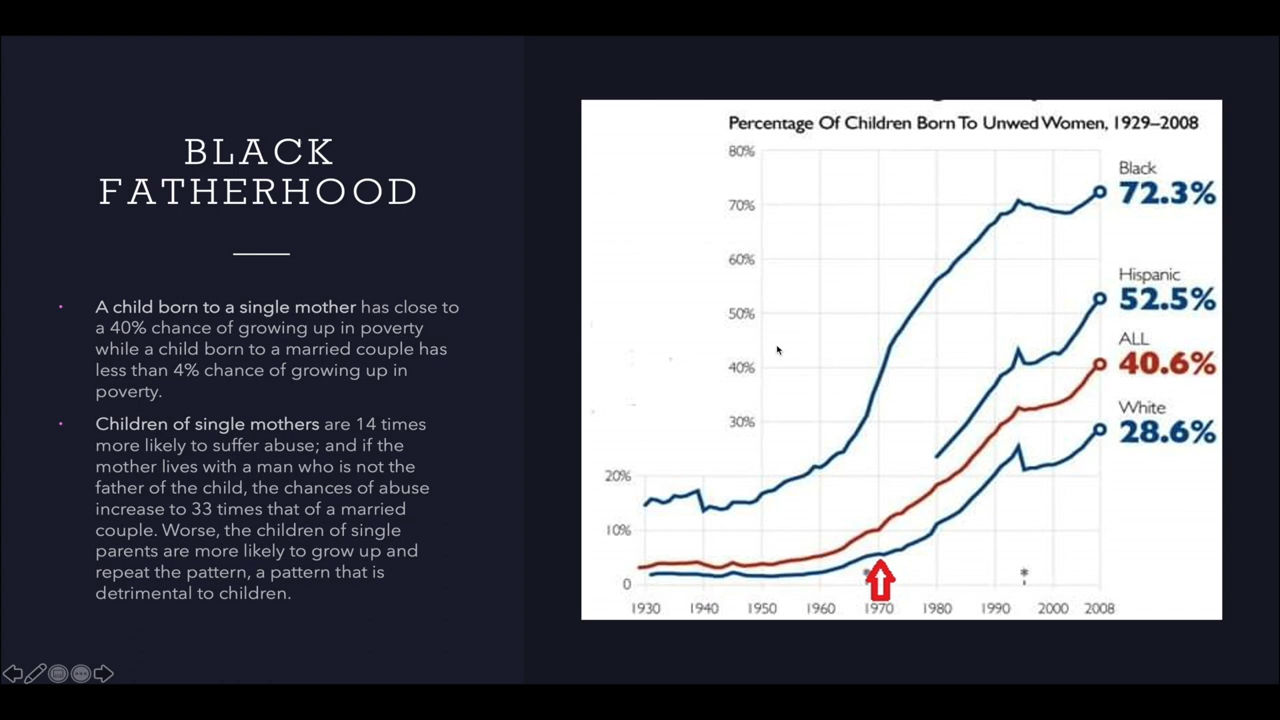 BLACK
FATHERHOOD
• A child born to a single mother has close to
a 40% chance of growing up in poverty
while a child born to a married couple has
less than 4% chance of growing up in
poverty.
• Children of single mothers are 14 times
more likely to suffer abuse; and if the
mother lives with a man who is not the
father of the child, the chances of abuse
increase to 33 times that of a married
couple. Worse, the children of single
parents are more likely to grow up and
repeat the pattern, a pattern that is
detrimental to children.
Percentage Of Children Born To Unwed Women, 1929–2008
80%
70%
60%
50%
40%
30%
20%
10%
0
Black
72.3%
Hispanic
52.5%
ALL
40.6%
White
28.6%
* *
1930 1940 1950 1960 1970 1980 1990 2000 2008